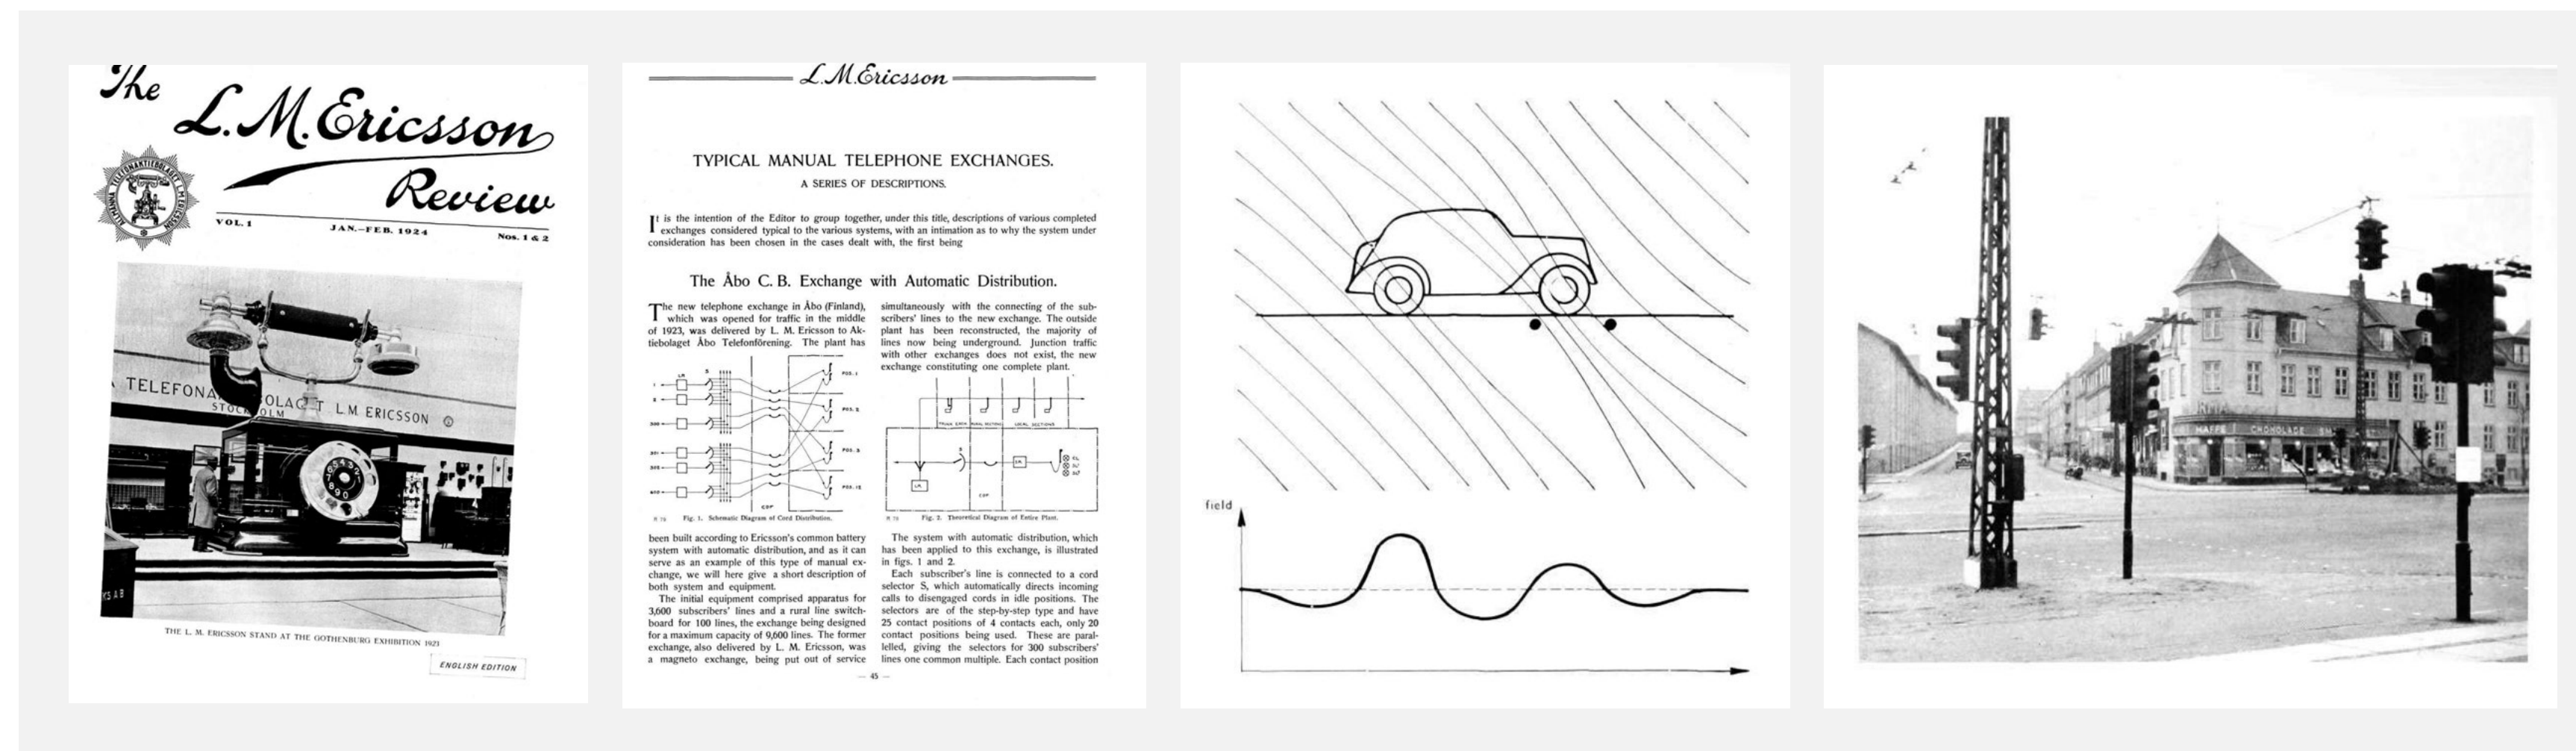 The
L.M. Ericsson
Review
VOL. 1
JAN.–FEB. 1924
Nos. 1 & 2
TELEFONA
OLAG T L M ERICSSON
STOCKHOLM
THE L. M. ERICSSON STAND AT THE GOTHENBURG EXHIBITION 1923
ENGLISH EDITION
L.M. Ericsson
TYPICAL MANUAL TELEPHONE EXCHANGES.
A SERIES OF DESCRIPTIONS.
It is the intention of the Editor to group together, under this title, descriptions of various completed
exchanges considered typical to the various systems, with an intimation as to why the system under
consideration has been chosen in the cases dealt with, the first being
The Åbo C. B. Exchange with Automatic Distribution.
The new telephone exchange in Åbo (Finland),
which was opened for traffic in the middle
of 1923, was delivered by L. M. Ericsson to Ak-
tiebolaget Åbo Telefonförening. The plant has
POS. 1
POS. 2
POS. 3
CDF
Fig. 1. Schematic Diagram of Cord Distribution.
been built according to Ericsson's common battery
system with automatic distribution, and as it can
serve as an example of this type of manual ex-
change, we will here give a short description of
both system and equipment.
The initial equipment comprised apparatus for
3,600 subscribers' lines and a rural line switch-
board for 100 lines, the exchange being designed
for a maximum capacity of 9,600 lines. The former
exchange, also delivered by L. M. Ericsson, was
a magneto exchange, being put out of service
simultaneously with the connecting of the sub-
scribers' lines to the new exchange. The outside
plant has been reconstructed, the majority of
lines now being underground. Junction traffic
with other exchanges does not exist, the new
exchange constituting one complete plant.
LOCAL SECTIONS
CDF
Fig. 2. Theoretical Diagram of Entire Plant.
The system with automatic distribution, which
has been applied to this exchange, is illustrated
in figs. 1 and 2.
Each subscriber's line is connected to a cord
selector S, which automatically directs incoming
calls to disengaged cords in idle positions. The
selectors are of the step-by-step type and have
25 contact positions of 4 contacts each, only 20
contact positions being used. These are paral-
lelled, giving the selectors for 300 subscribers'
lines one common multiple. Each contact position
— 45 —
field
KAFFE CHOKOLADE